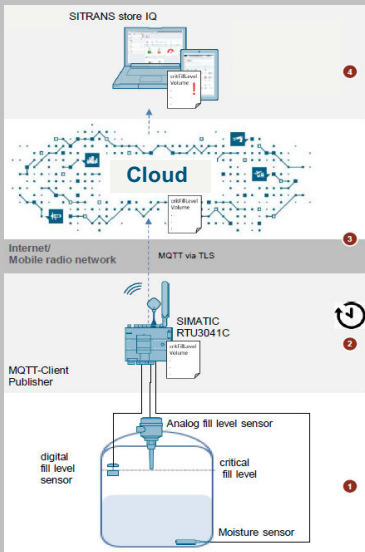 SITRANS store IQ
critFillLevel
Volume
!
4
Cloud
critFillLevel
Volume
Internet/
Mobile radio network
MQTT via TLS
3
SIMATIC
RTU3041C
2
critFillLevel
Volume
MQTT-Client
Publisher
Analog fill level sensor
digital
fill level
sensor
critical
fill level
1
Moisture sensor